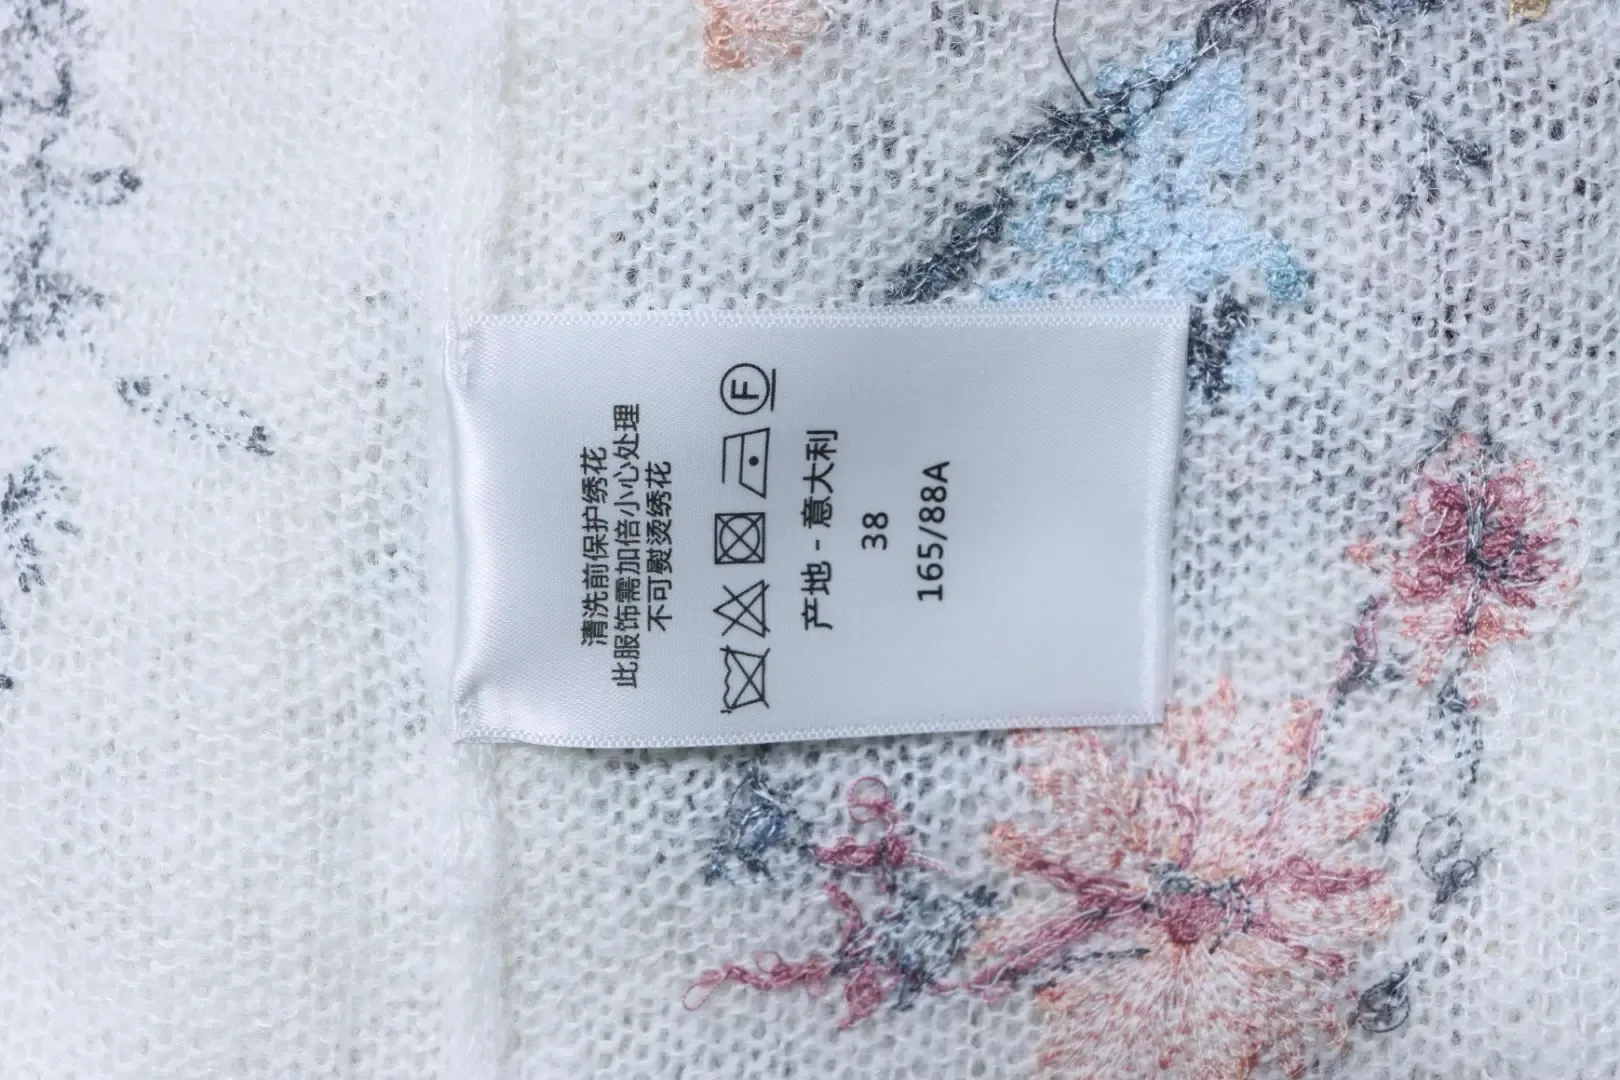 清洗前保护绣花
此服饰需加倍小心处理
不可熨烫绣花
F
产地 - 意大利
38
165/88A